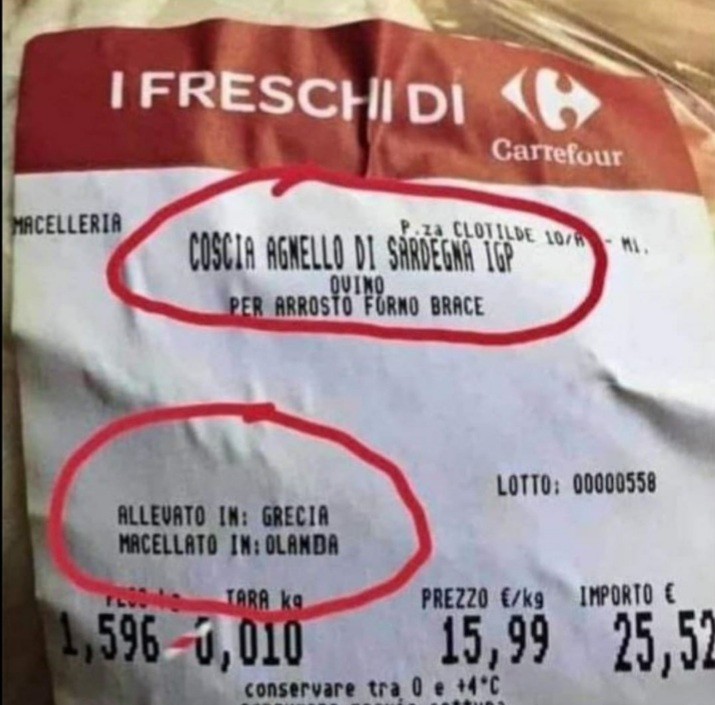 I FRESCHI DI
Carrefour
MACELLERIA
P.za CLOTILDE 10/A - MI.
COSCIA AGNELLO DI SARDEGNA IGP
OVINO
PER ARROSTO FORNO BRACE
LOTTO: 00000558
ALLEVATO IN: GRECIA
MACELLATO IN: OLANDA
TARA kg PREZZO €/kg IMPORTO €
1,596 0,010 15,99 25,52
conservare tra 0 e +4°C